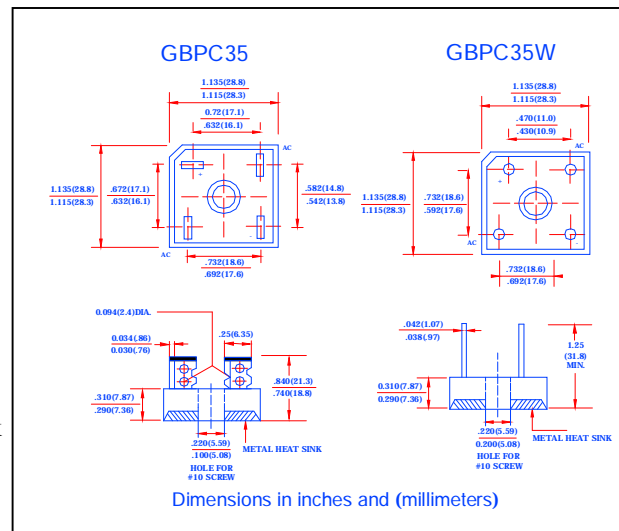 GBPC35
GBPC35W
1.135(28.8)
1.115(28.3)
0.72(17.1)
.632(16.1)
AC
+
1.135(28.8)
1.115(28.3)
.672(17.1)
.632(16.1)
.582(14.8)
.542(13.8)
AC
-
.732(18.6)
.692(17.6)
1.135(28.8)
1.115(28.3)
.470(11.0)
.430(10.9)
AC
+
1.135(28.8)
1.115(28.3)
.732(18.6)
.592(17.6)
AC
-
.732(18.6)
.692(17.6)
0.094(2.4)DIA.
0.034(.86)
0.030(.76)
.25(6.35)
.310(7.87)
.290(7.36)
.840(21.3)
.740(18.8)
.220(5.59)
.100(5.08)
METAL HEAT SINK
HOLE FOR
#10 SCREW
.042(1.07)
.038(.97)
1.25
(31.8)
MIN.
0.310(7.87)
0.290(7.36)
.220(5.59)
0.200(5.08)
METAL HEAT SINK
HOLE FOR
#10 SCREW
Dimensions in inches and (millimeters)